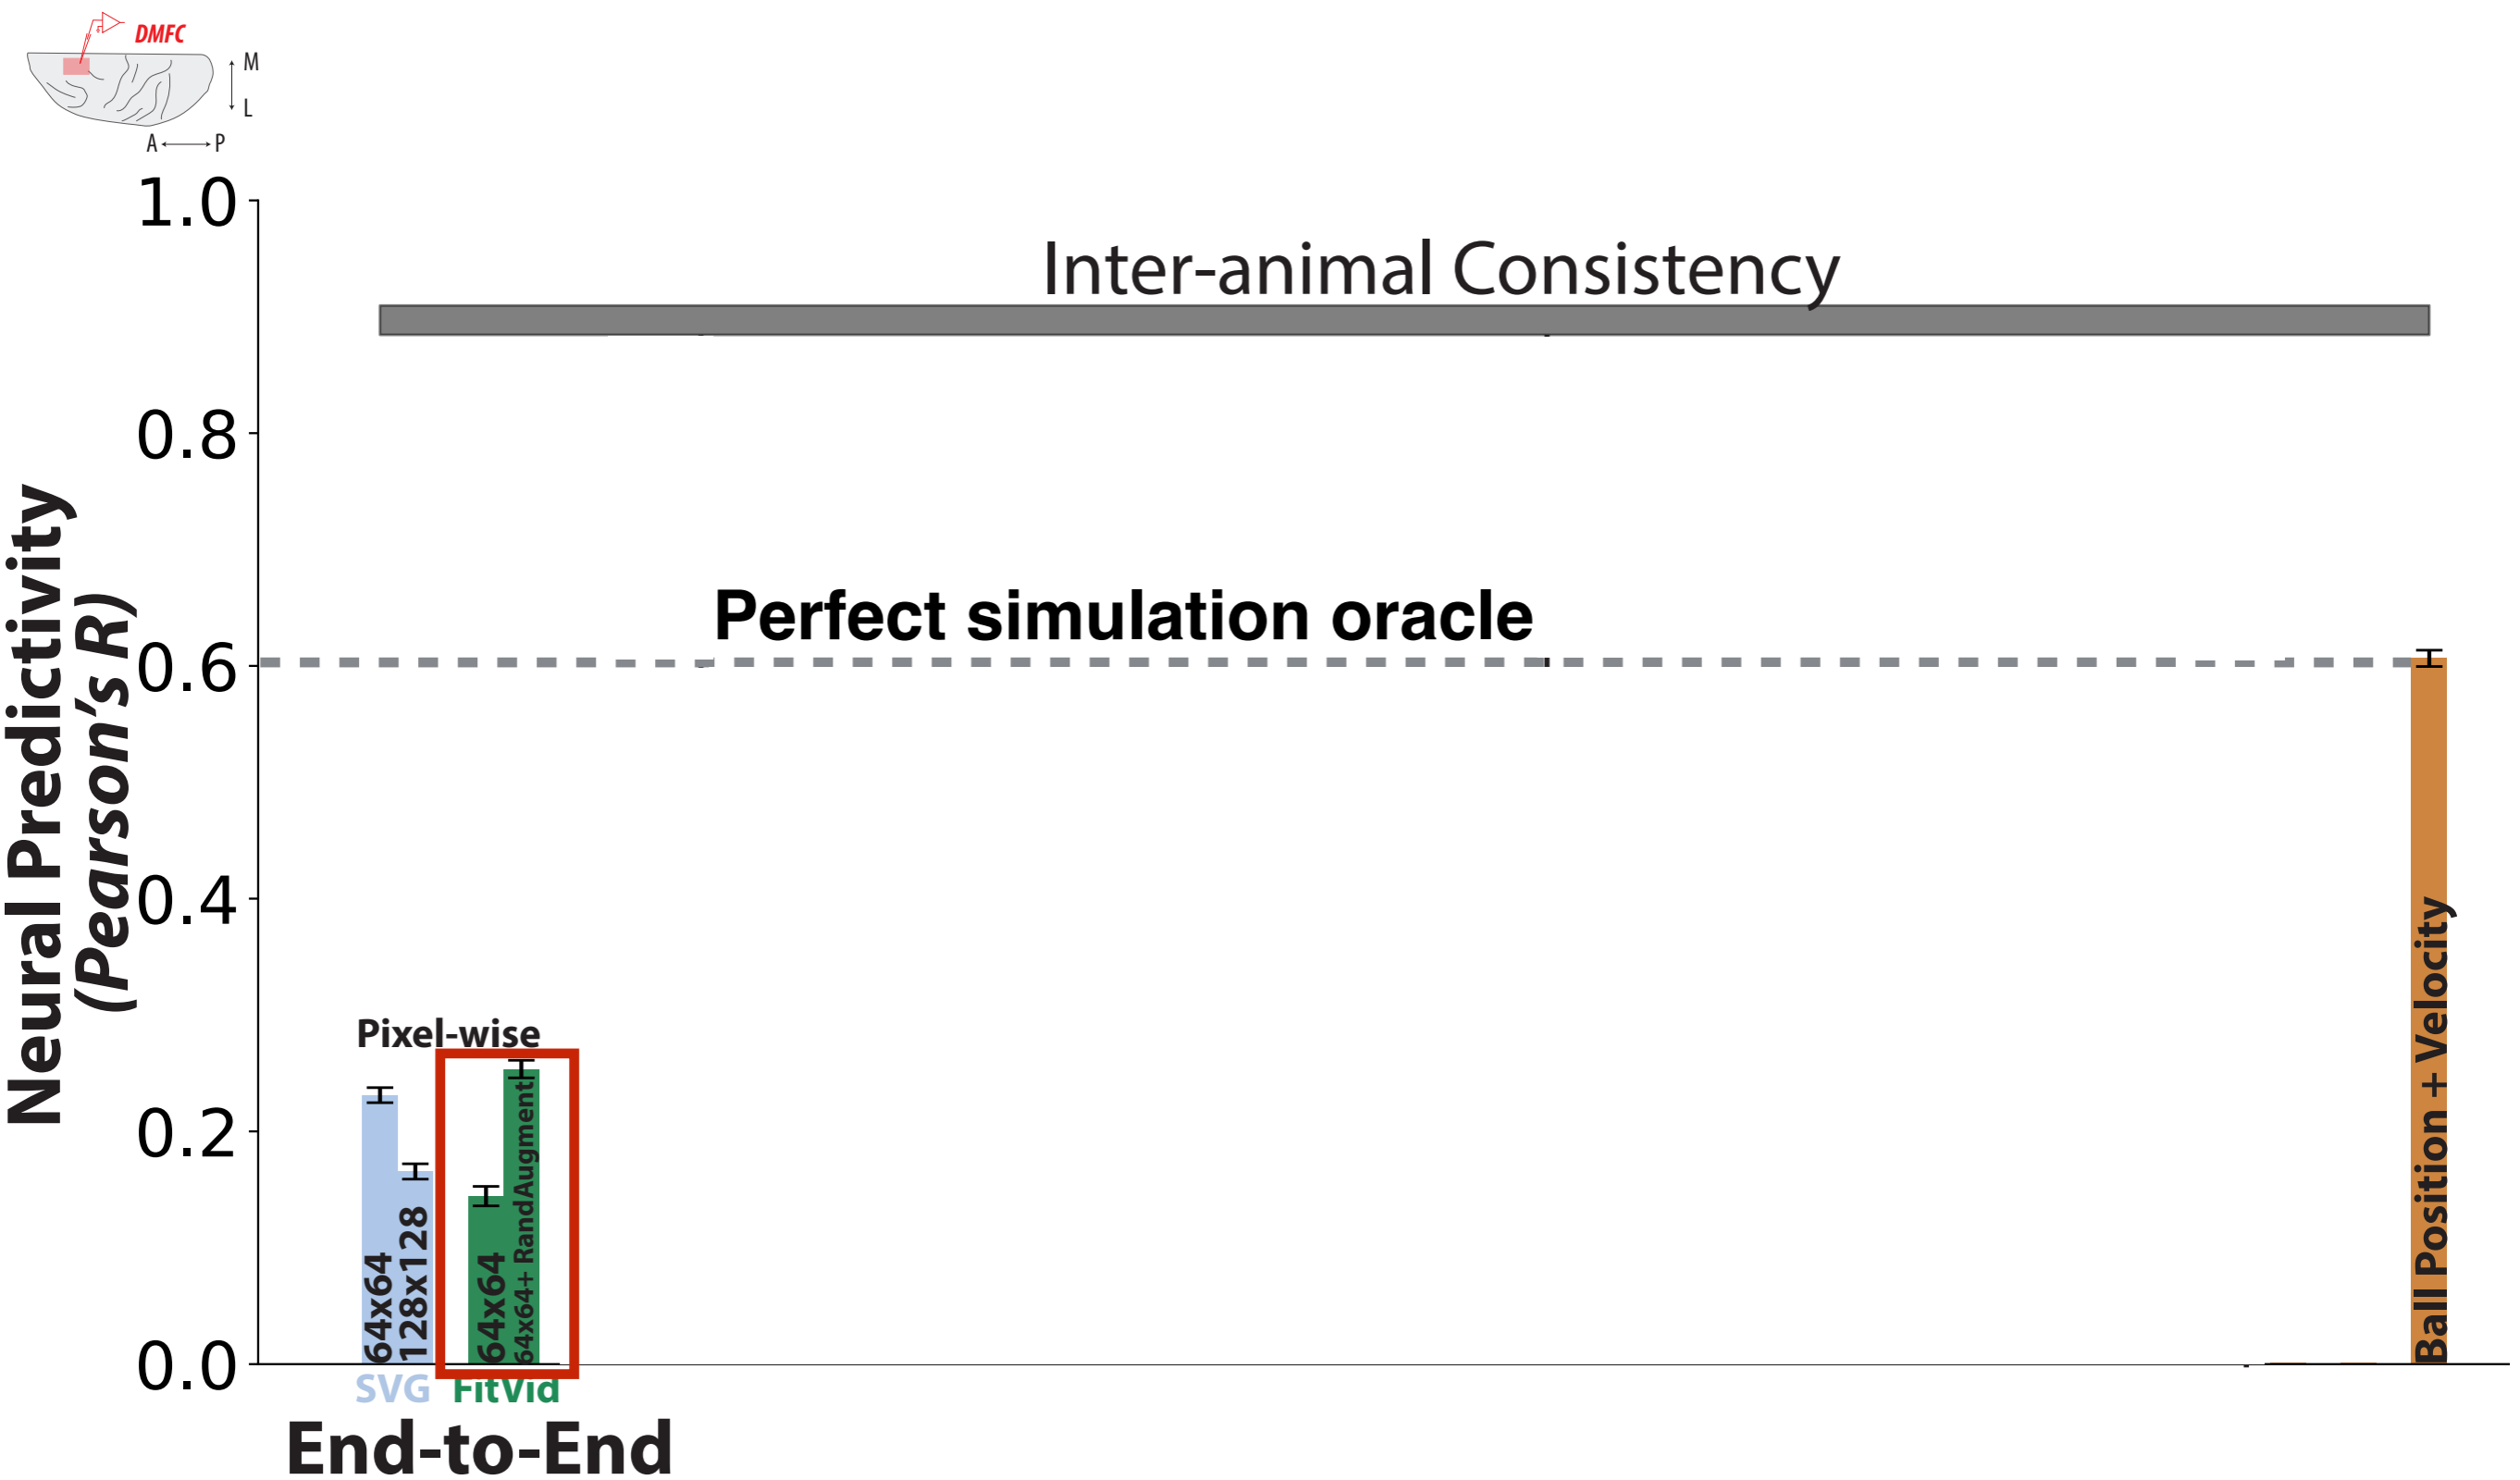 DMFC
M
L
A
P
1.0
0.8
0.6
0.4
0.2
0.0
Neural Predictivity
(Pearson's R)
Inter-animal Consistency
Perfect simulation oracle
Pixel-wise
64x64
128x128
64x64
64x64+ RandAugment
Ball Position + Velocity
SVG
FitVid
End-to-End